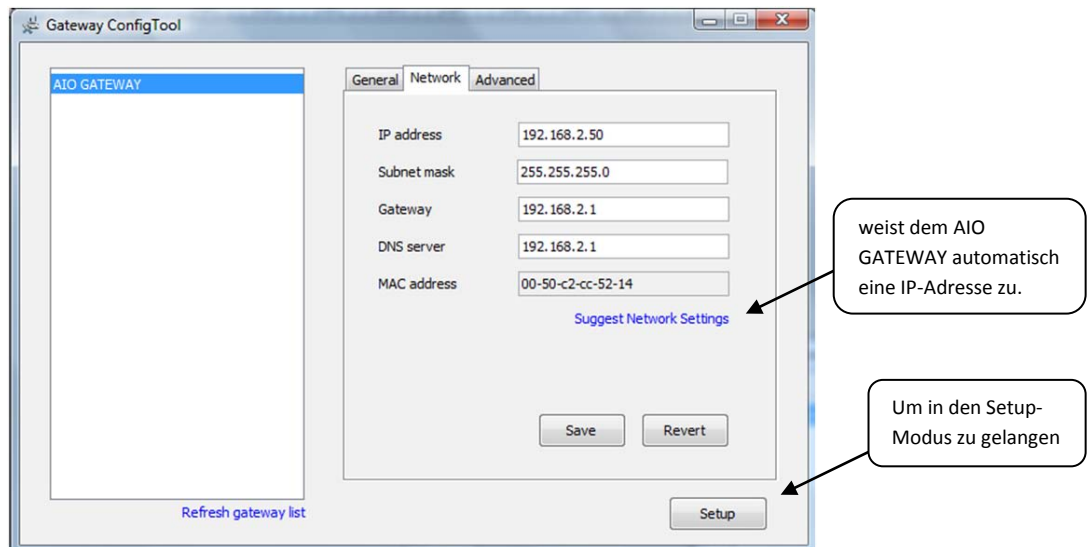 Gateway ConfigTool
AIO GATEWAY
General Network Advanced
IP address 192.168.2.50
Subnet mask 255.255.255.0
Gateway 192.168.2.1
DNS server 192.168.2.1
MAC address 00-50-c2-cc-52-14
Suggest Network Settings
Save Revert
Refresh gateway list
Setup
weist dem AIO
GATEWAY automatisch
eine IP-Adresse zu.
Um in den Setup-
Modus zu gelangen